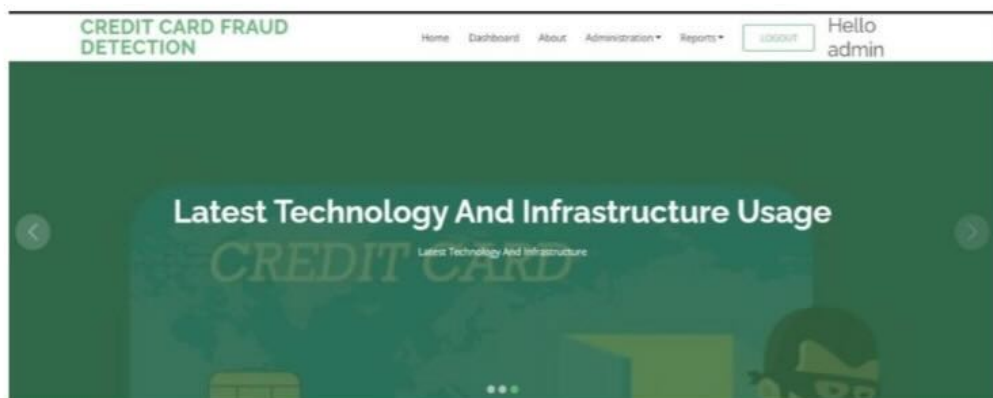 CREDIT CARD FRAUD
DETECTION
Home Dashboard About Administration Reports LOGOUT Hello
admin
Latest Technology And Infrastructure Usage
Latest Technology And Infrastructure
CREDIT CARD